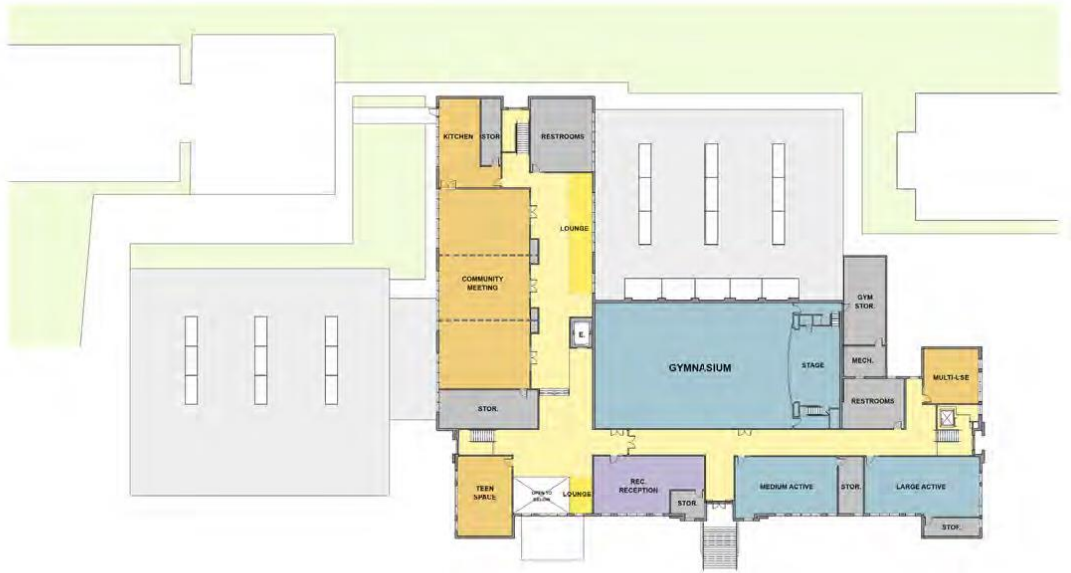 KITCHEN
STOR
RESTROOMS
LOUNGE
COMMUNITY
MEETING
GYM
STOR.
E.
GYMNASIUM
STAGE
MECH.
MULTI-USE
RESTROOMS
STOR.
TEEN
SPACE
OPEN TO
BELOW
LOUNGE
REC.
RECEPTION
STOR.
MEDIUM ACTIVE
STOR.
LARGE ACTIVE
STOR.